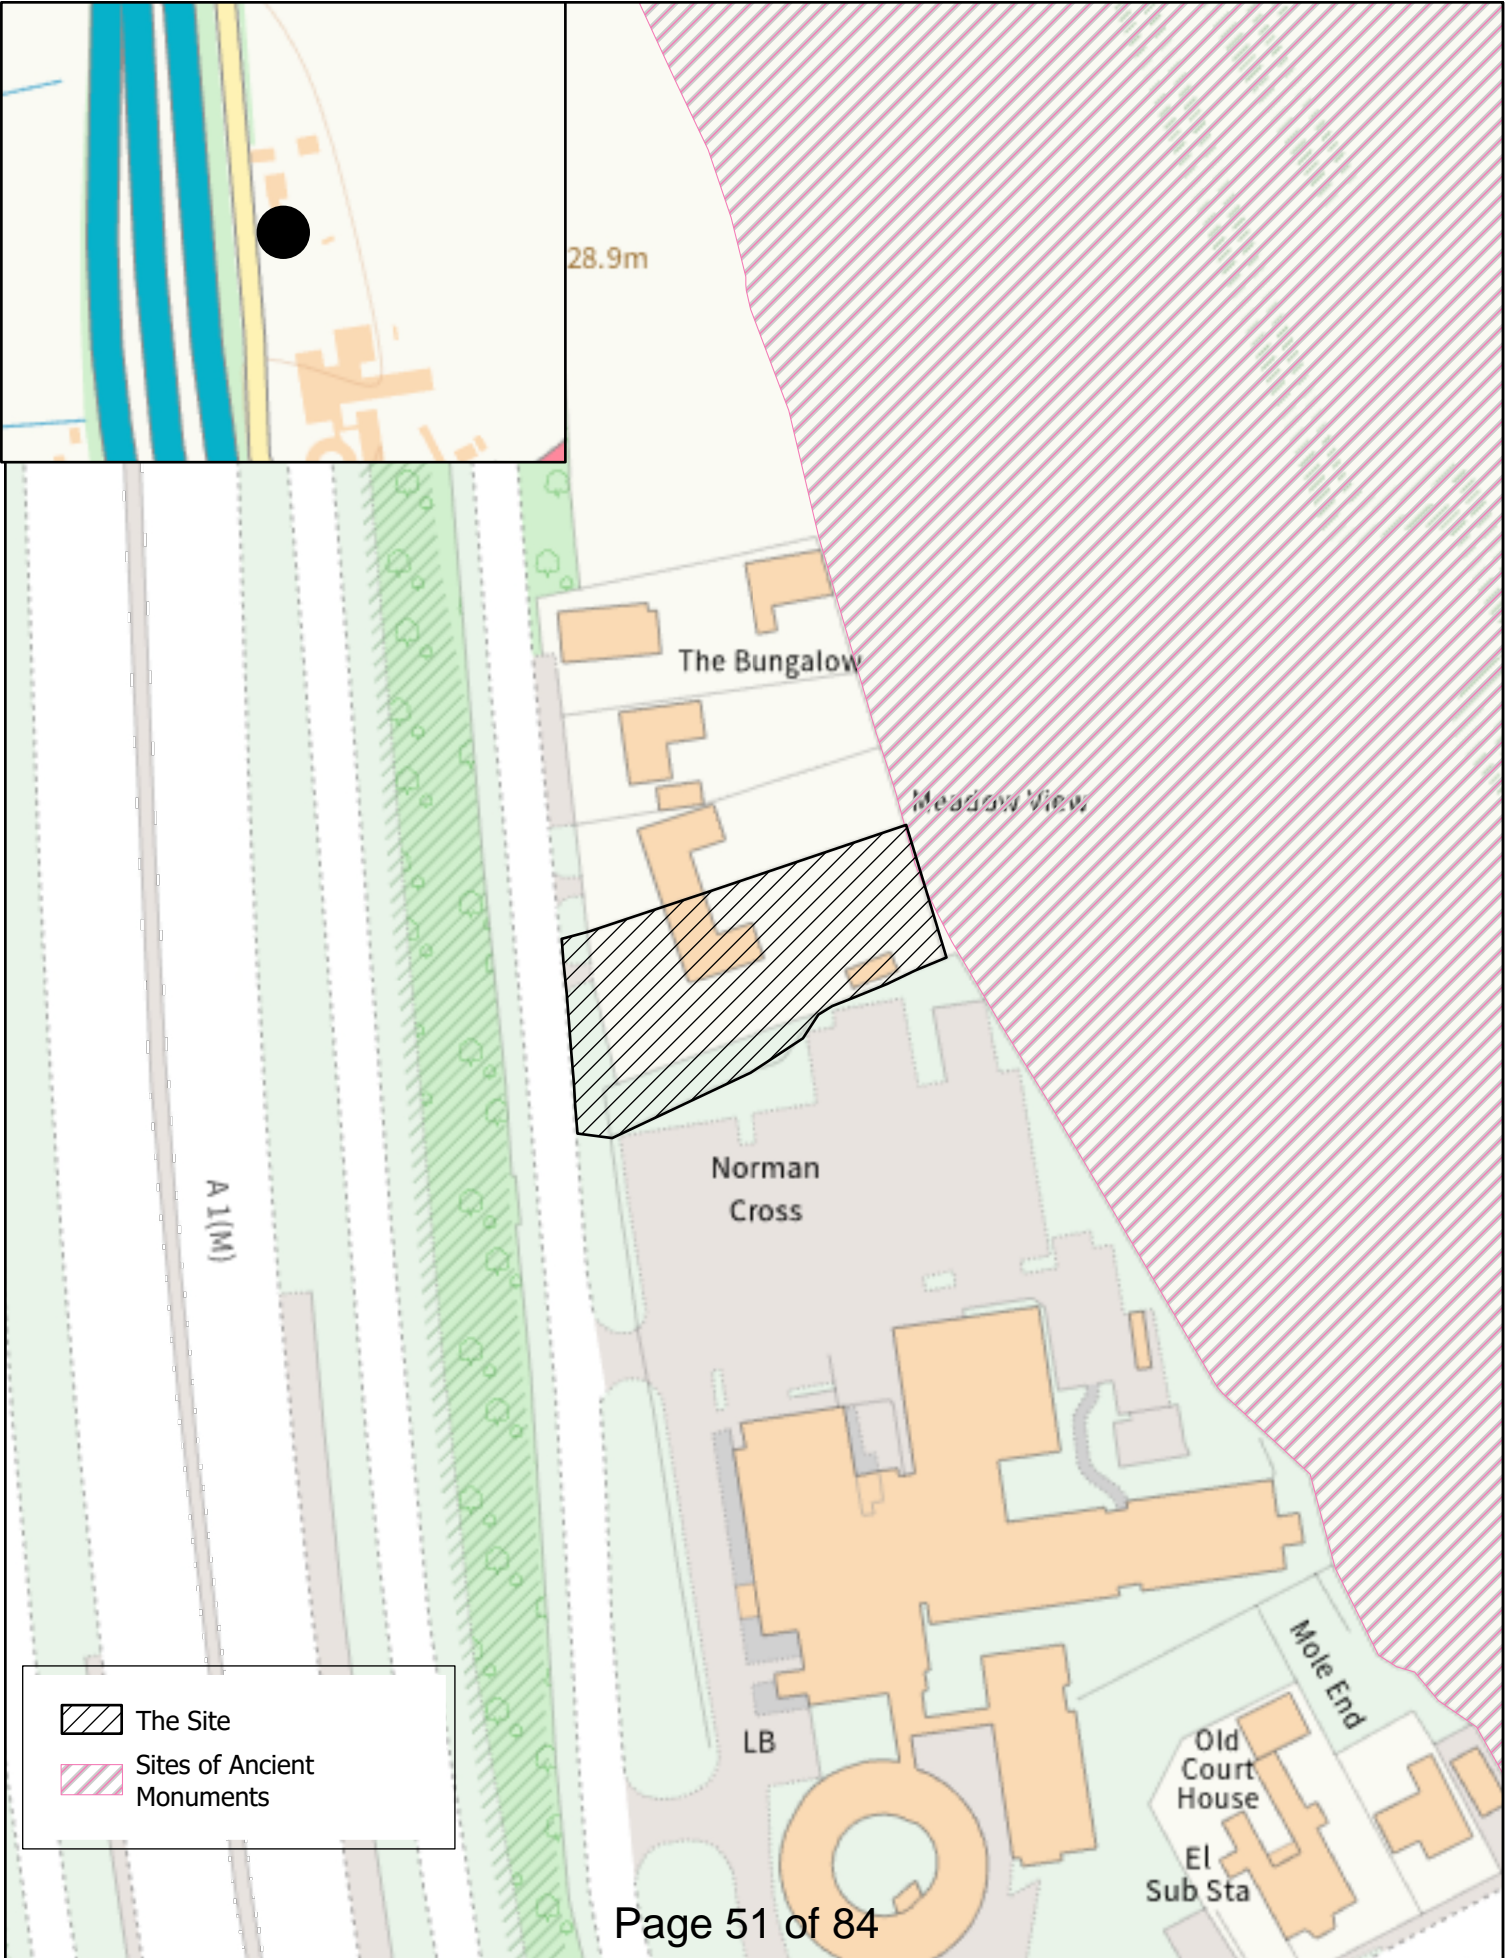 28.9m
The Bungalow
Meadow View
Norman
Cross
A 1(M)
Mole End
LB
Old
Court
House
El
Sub Sta
The Site
Sites of Ancient
Monuments
Page 51 of 84